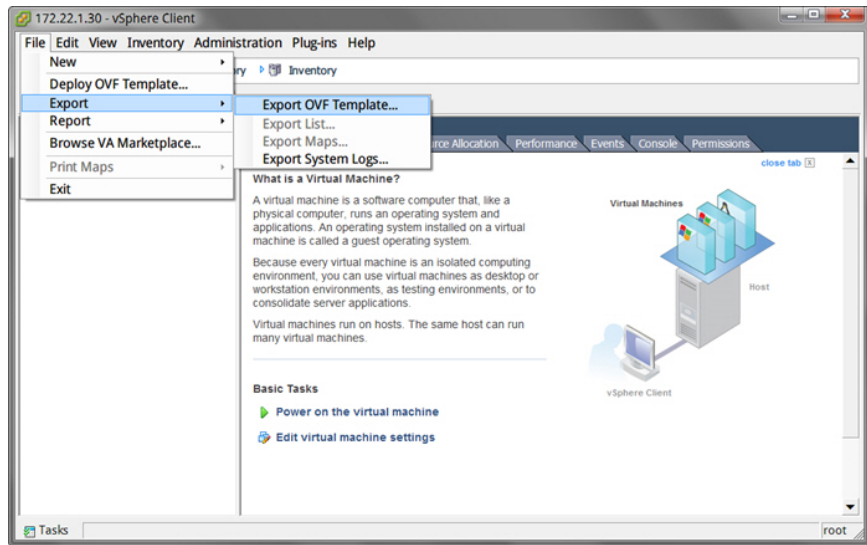 172.22.1.30 - vSphere Client
File Edit View Inventory Administration Plug-ins Help
New
Inventory
Deploy OVF Template...
Export
Export OVF Template...
Report
Export List...
Browse VA Marketplace...
Export Maps...
Allocation Performance Events Console Permissions
Print Maps
Export System Logs...
close tab
Exit
What is a Virtual Machine?
A virtual machine is a software computer that, like a
physical computer, runs an operating system and
applications. An operating system installed on a virtual
machine is called a guest operating system.
Because every virtual machine is an isolated computing
environment, you can use virtual machines as desktop or
workstation environments, as testing environments, or to
consolidate server applications.
Virtual machines run on hosts. The same host can run
many virtual machines.
Virtual Machines
Host
vSphere Client
Basic Tasks
Power on the virtual machine
Edit virtual machine settings
Tasks
root